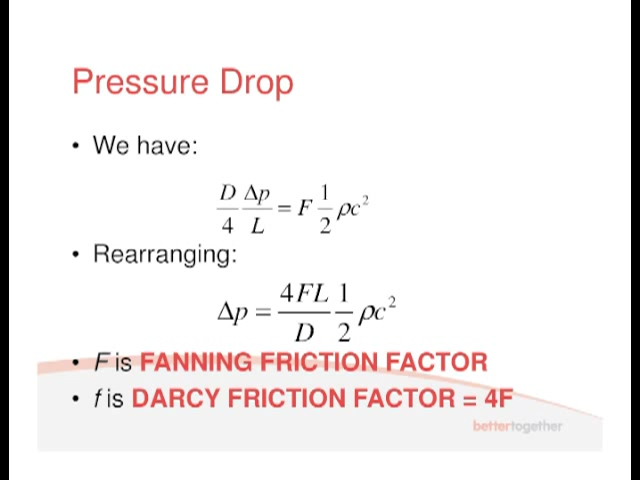 Pressure Drop
• We have:
D/4 Δp/L = F 1/2 ρc²
• Rearranging:
Δp = 4FL/D 1/2 ρc²
• F is FANNING FRICTION FACTOR
• f is DARCY FRICTION FACTOR = 4F
bettertogether